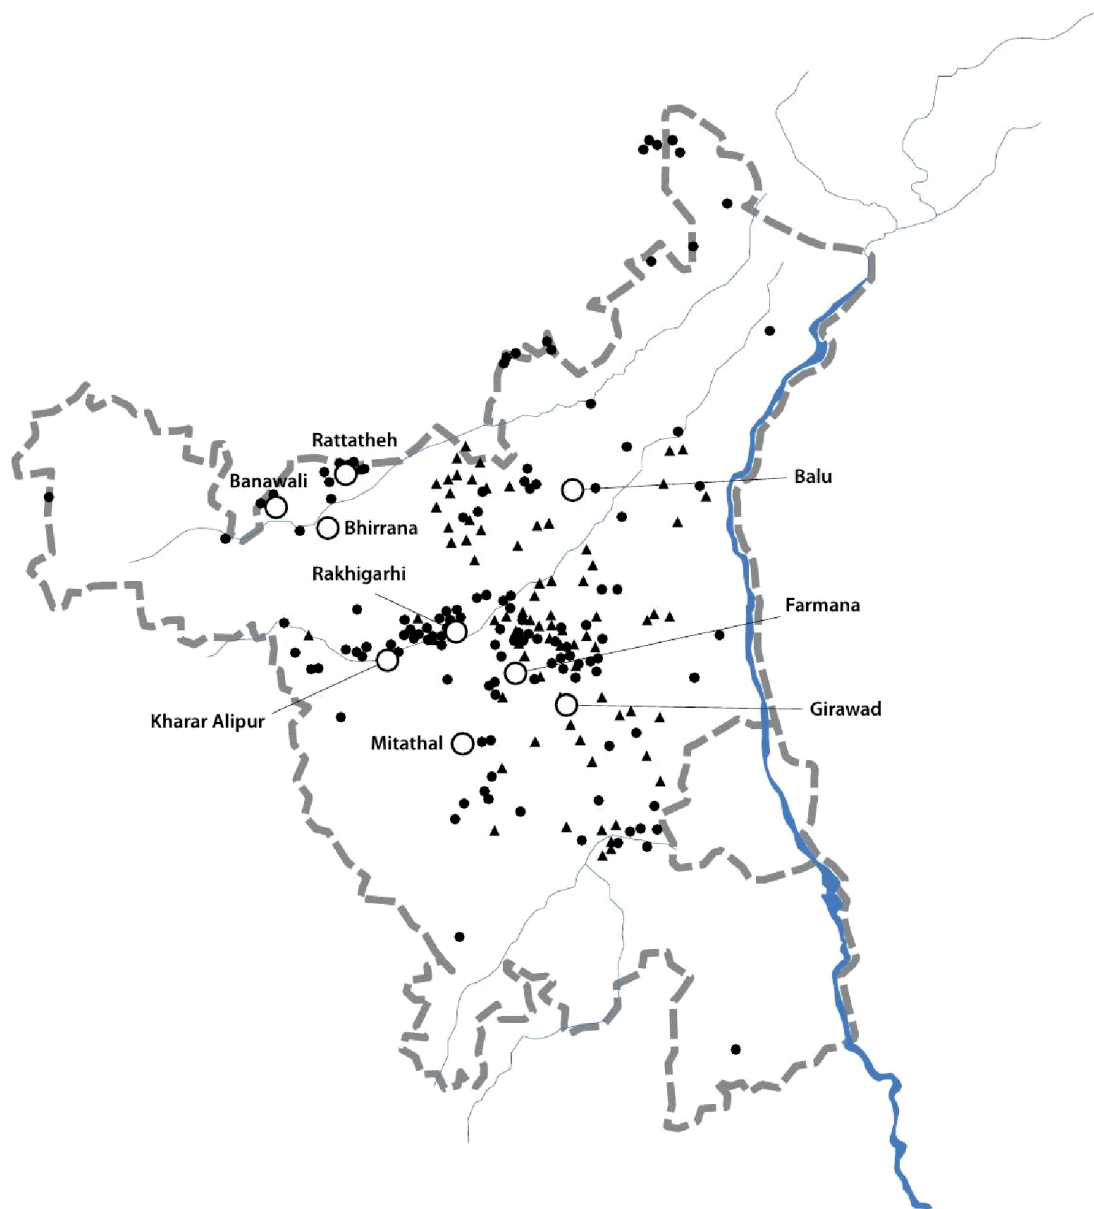 Rattatheh
Banawali
Balu
Bhirrana
Rakhigarhi
Farmana
Girawad
Kharar Alipur
Mitathal